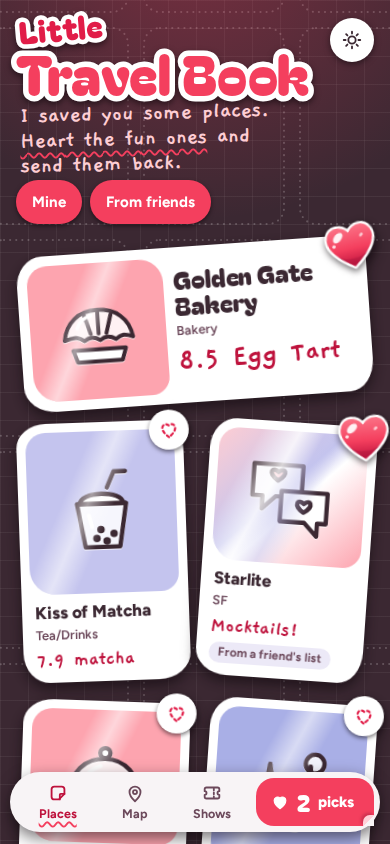 Little
Travel Book
I saved you some places.
Heart the fun ones and
send them back.
Mine
From friends
Golden Gate
Bakery
Bakery
8.5 Egg Tart
Kiss of Matcha
Tea/Drinks
7.9 matcha
Starlite
SF
Mocktails!
From a friend's list
Places
Map
Shows
2 picks